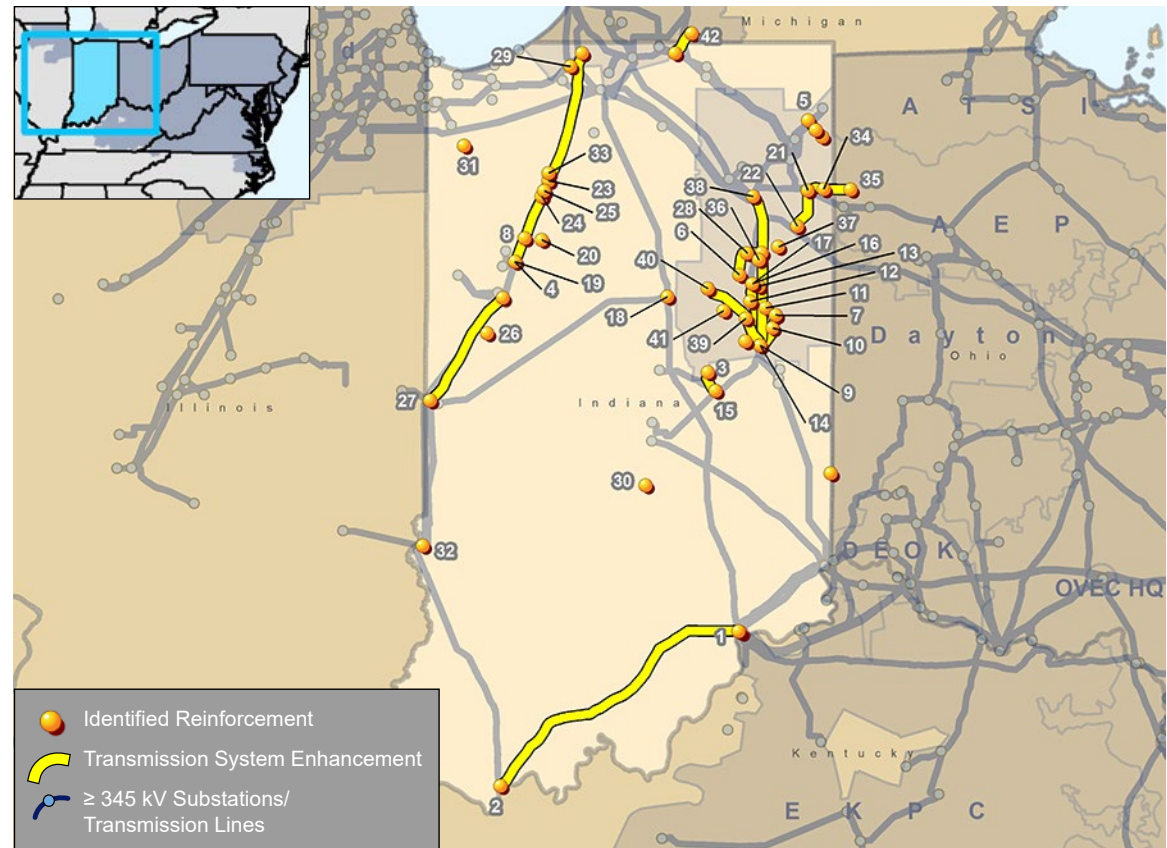 Michigan
42
29
d
5
A T S I
31
33
21
34
22
35
23
38
36
25
28
37
A E P
24
17
8
6
16
20
13
40
12
4
19
11
18
7
41
39
10
Dayton
26
Ohio
3
9
27
Illinois
Indiana
15
14
30
32
DEOK
OVEC HQ
1
Identified Reinforcement
Transmission System Enhancement
Kentucky
≥ 345 kV Substations/
Transmission Lines
2
E K P C